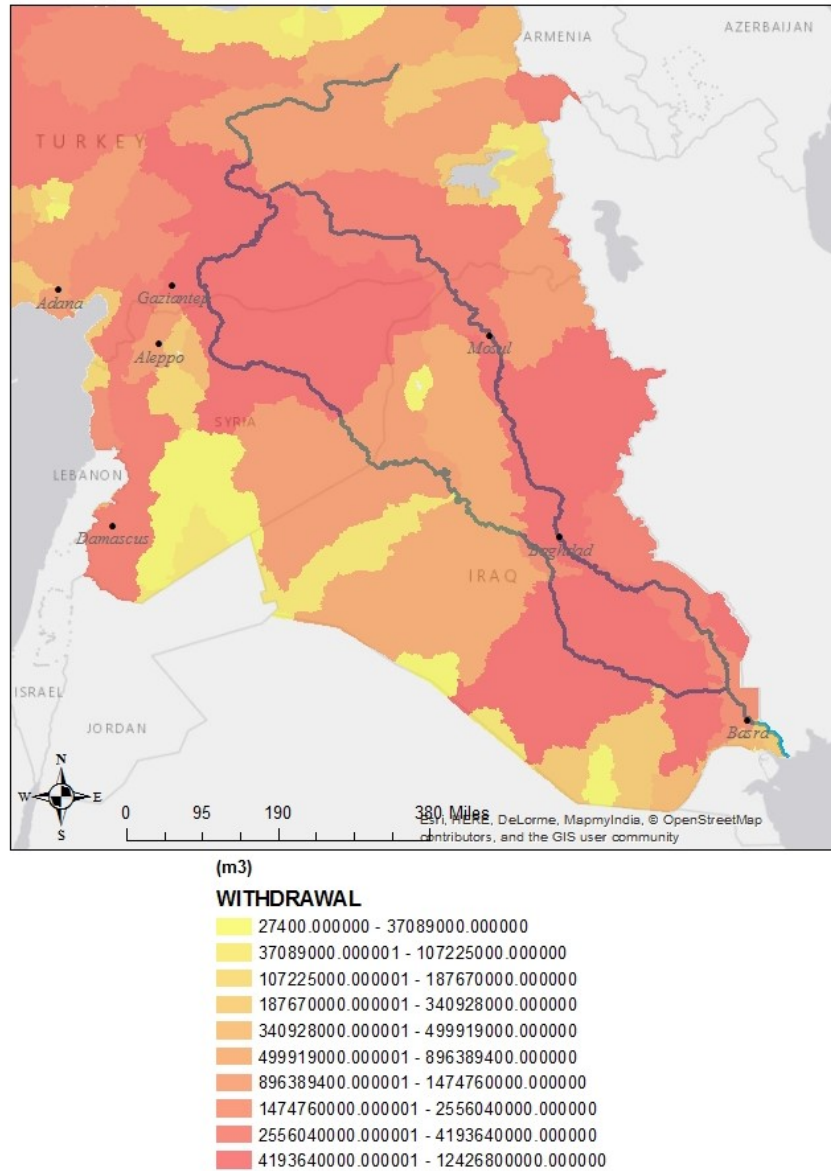 ARMENIA
AZERBAIJAN
TURKEY
Adana
Gaziantep
Aleppo
Mosul
SYRIA
LEBANON
Damascus
Baghdad
IRAQ
ISRAEL
JORDAN
Basra
N
W E
S
0 95 190 380 Miles
Esri, HERE, DeLorme, MapmyIndia, © OpenStreetMap
contributors, and the GIS user community
(m3)
WITHDRAWAL
27400.000000 - 37089000.000000
37089000.000001 - 107225000.000000
107225000.000001 - 187670000.000000
187670000.000001 - 340928000.000000
340928000.000001 - 499919000.000000
499919000.000001 - 896389400.000000
896389400.000001 - 1474760000.000000
1474760000.000001 - 2556040000.000000
2556040000.000001 - 4193640000.000000
4193640000.000001 - 12426800000.000000